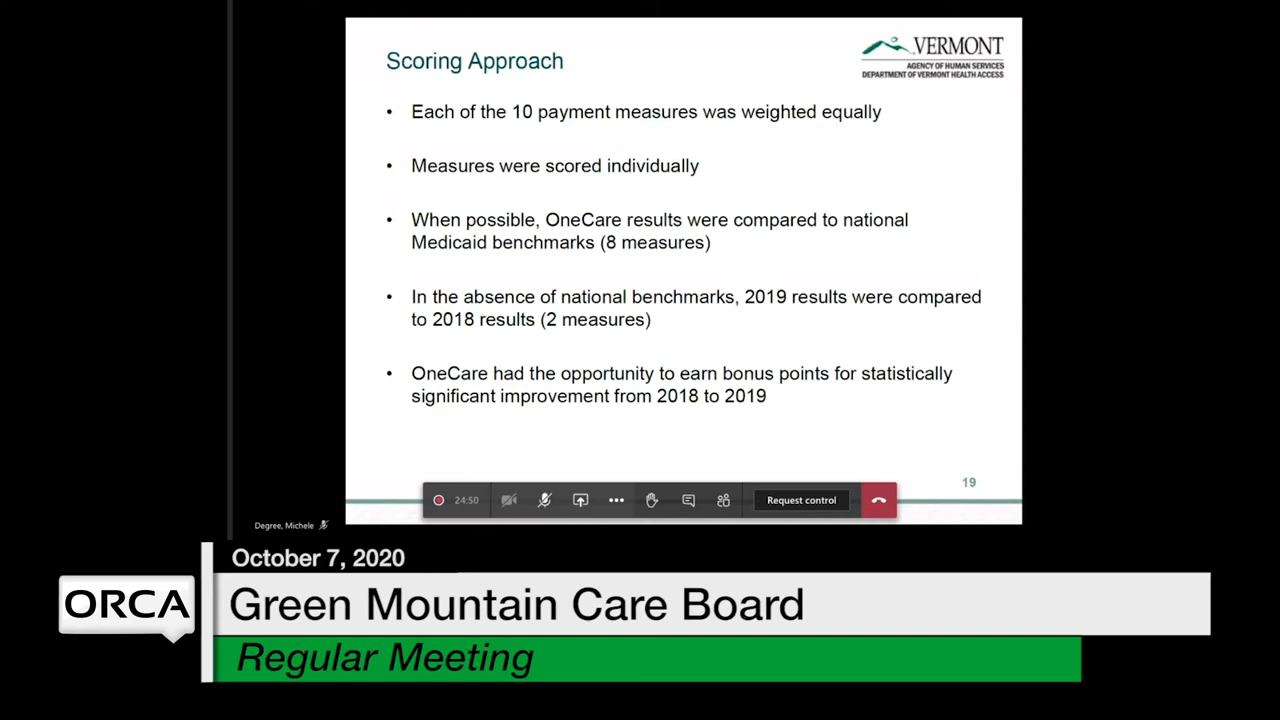 Scoring Approach
VERMONT
AGENCY OF HUMAN SERVICES
DEPARTMENT OF VERMONT HEALTH ACCESS
• Each of the 10 payment measures was weighted equally
• Measures were scored individually
• When possible, OneCare results were compared to national
Medicaid benchmarks (8 measures)
• In the absence of national benchmarks, 2019 results were compared
to 2018 results (2 measures)
• OneCare had the opportunity to earn bonus points for statistically
significant improvement from 2018 to 2019
19
24:50
Request control
Degree, Michele
October 7, 2020
ORCA
Green Mountain Care Board
Regular Meeting